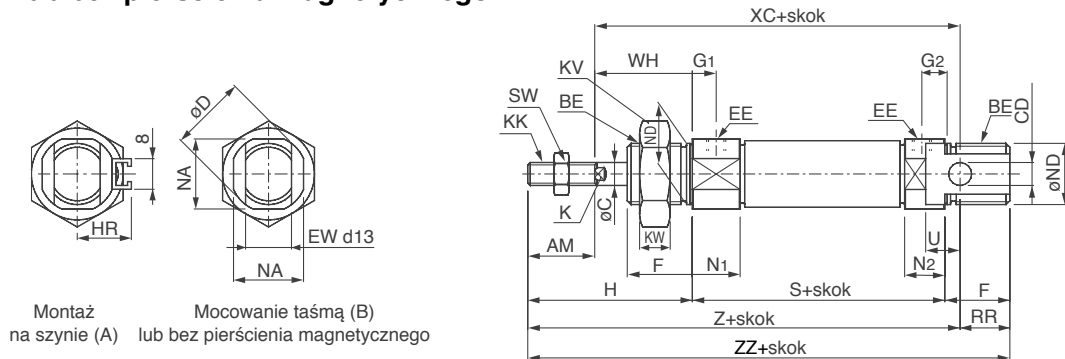 XC+skok
WH
G1
G2
KV
SW
BE
KK
ND
EE
EE
BE
CD
øD
8
NA
HR
EW d13
NA
øC
K
KW
øND
U
AM
F
N1
N2
H
S+skok
F
Z+skok
RR
ZZ+skok
Montaż
na szynie (A)
Mocowanie taśmą (B)
lub bez pierścienia magnetycznego